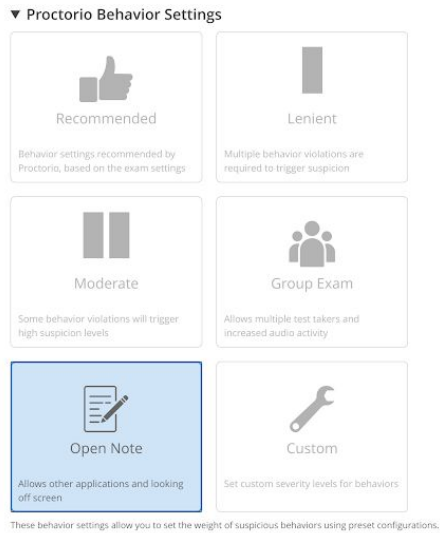 ▼ Proctorio Behavior Settings
Recommended
Behavior settings recommended by
Proctorio, based on the exam settings
Lenient
Multiple behavior violations are
required to trigger suspicion
Moderate
Some behavior violations will trigger
high suspicion levels
Group Exam
Allows multiple test takers and
increased audio activity
Open Note
Allows other applications and looking
off screen
Custom
Set custom severity levels for behaviors
These behavior settings allow you to set the weight of suspicious behaviors using preset configurations.